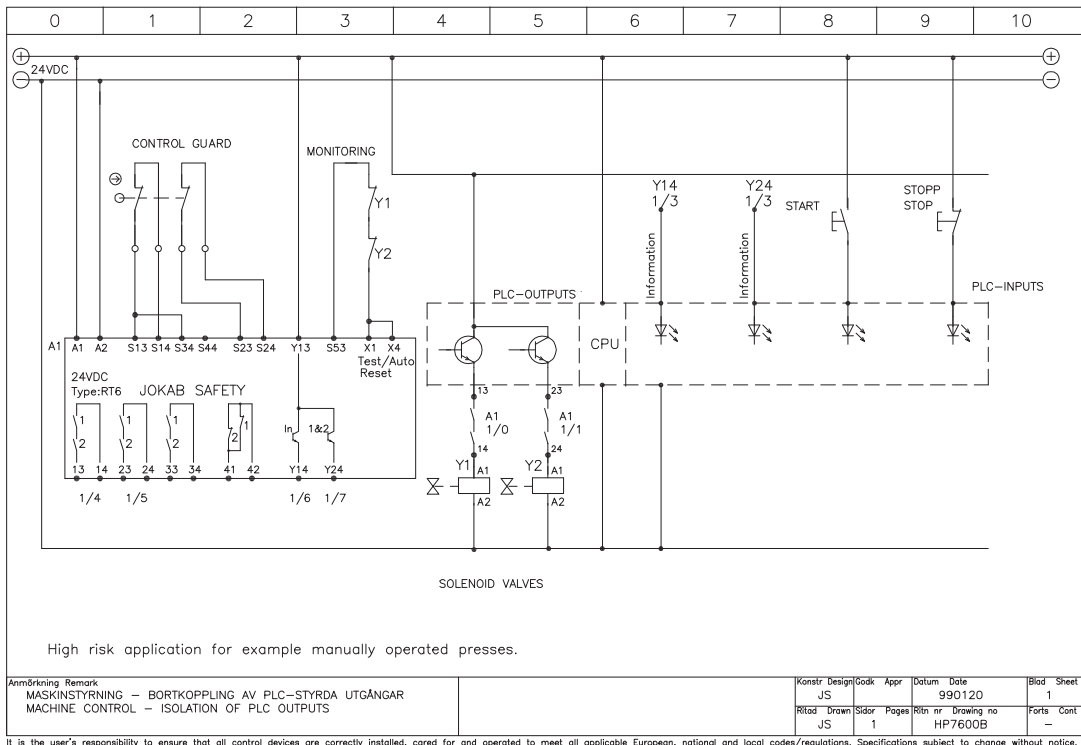 0 1 2 3 4 5 6 7 8 9 10
+ +
24VDC
− −
CONTROL GUARD
MONITORING
Y1
Y2
Y14
1/3
Y24
1/3
START
STOPP
STOP
Information
Information
PLC-OUTPUTS
PLC-INPUTS
CPU
A1 A1 A2 S13 S14 S34 S44 S23 S24 Y13 S53 X1 X4
Test/Auto
Reset
24VDC
Type:RT6 JOKAB SAFETY
1 1 1 2 1 In 1&2
2 2 2
13 14 23 24 33 34 41 42 Y14 Y24
1/4 1/5 1/6 1/7
13 23
A1
1/0
A1
1/1
14 24
Y1 A1 Y2 A1
A2 A2
SOLENOID VALVES
High risk application for example manually operated presses.
Anmörkning Remark
MASKINSTYRNING – BORTKOPPLING AV PLC-STYRDA UTGÅNGAR
MACHINE CONTROL – ISOLATION OF PLC OUTPUTS
Konstr Design Godk Appr Datum Date Blad Sheet
JS 990120 1
Ritad Drawn Sidor Pages Ritn nr Drawing no Forts Cont
JS 1 HP7600B –
It is the user's responsibility to ensure that all control devices are correctly installed, cared for and operated to meet all applicable European, national and local codes/regulations. Specifications subject to change without notice.